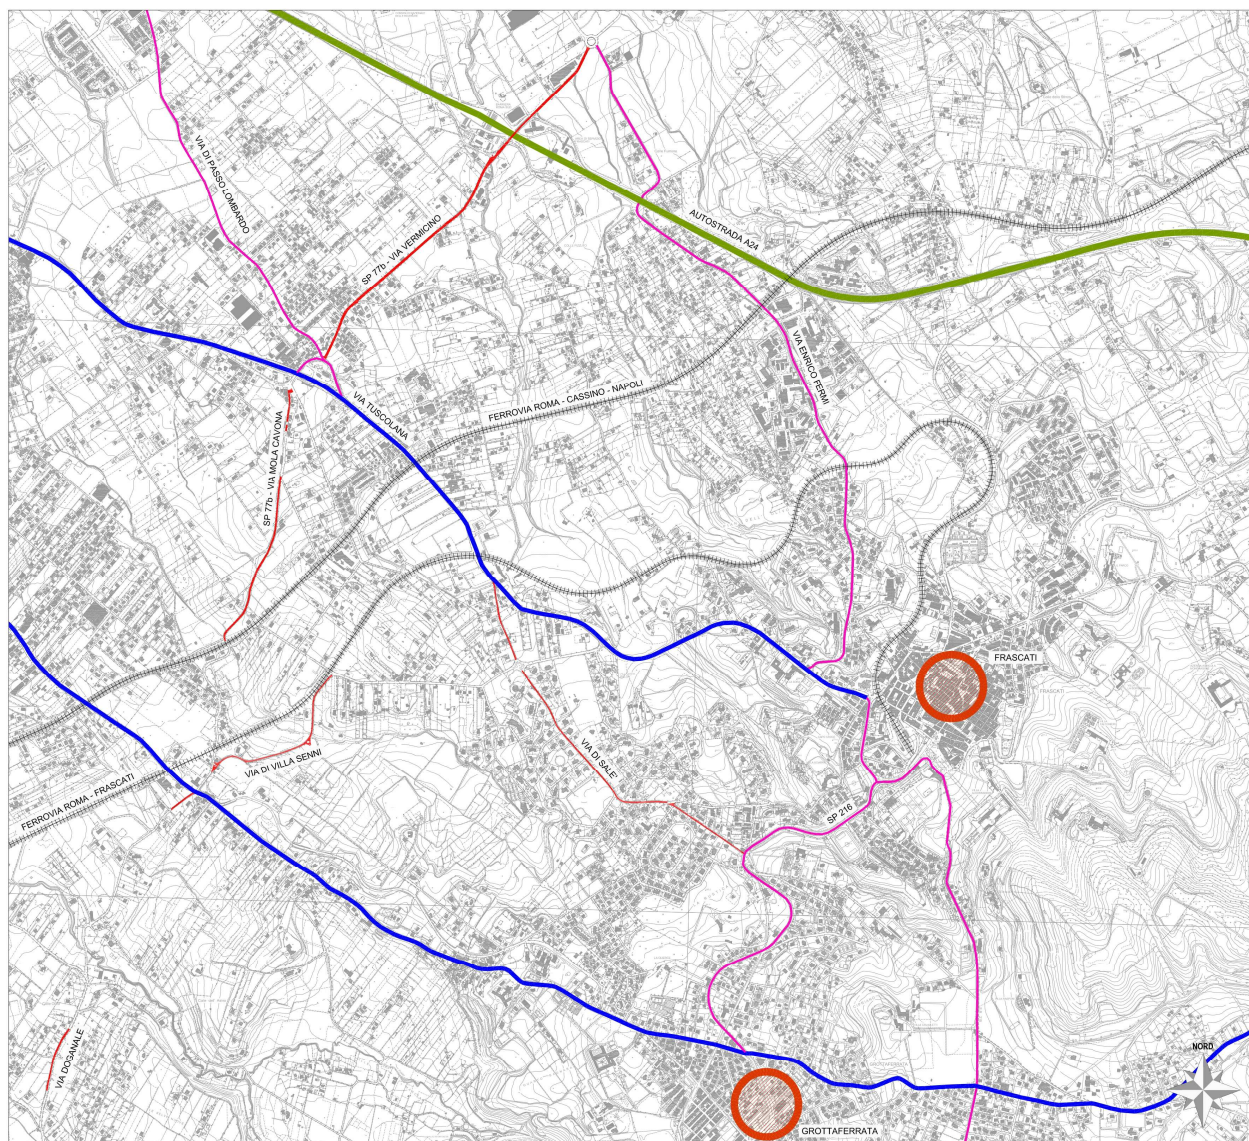 VIA DI PASSO LOMBARDO
SP 77b - VIA VERMICINO
AUTOSTRADA A24
VIA ENRICO FERMI
FERROVIA ROMA - CASSINO - NAPOLI
VIA TUSCOLANA
SP 77b - VIA MOLA CAVONA
FRASCATI
FRASCATI
VIA DI VILLA SENNI
VIA DI SALE
FERROVIA ROMA - FRASCATI
SP 216
VIA DOGANALE
NORD
GROTTAFERRATA